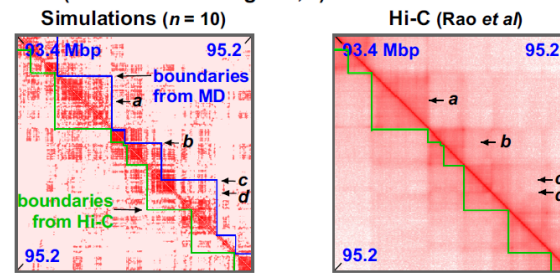 Simulations (n = 10)
Hi-C (Rao et al)
93.4 Mbp
95.2
boundaries
from MD
a
b
c
d
boundaries
from Hi-C
95.2
93.4 Mbp
95.2
a
b
95.2